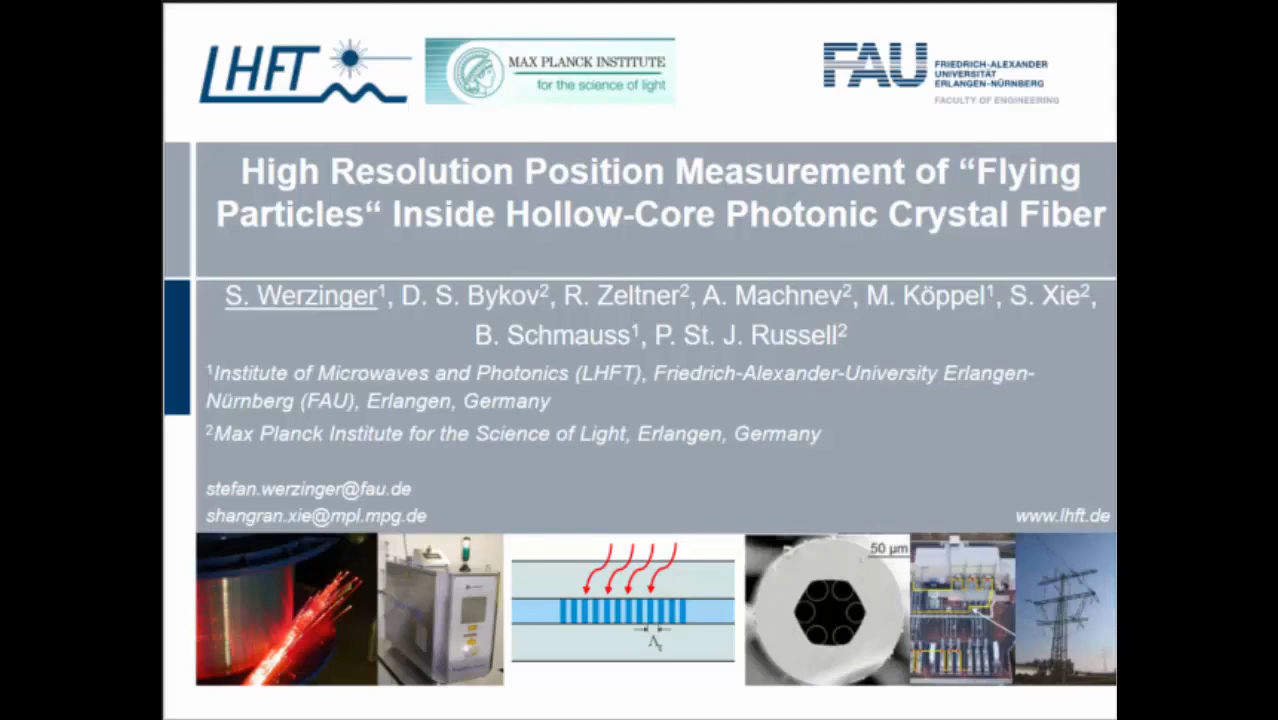 LHFT
MAX PLANCK INSTITUTE
for the science of light
FAU
FRIEDRICH-ALEXANDER
UNIVERSITÄT
ERLANGEN-NÜRNBERG
FACULTY OF ENGINEERING
High Resolution Position Measurement of “Flying
Particles“ Inside Hollow-Core Photonic Crystal Fiber
S. Werzinger¹, D. S. Bykov², R. Zeltner², A. Machnev², M. Köppel¹, S. Xie²,
B. Schmauss¹, P. St. J. Russell²
¹Institute of Microwaves and Photonics (LHFT), Friedrich-Alexander-University Erlangen-
Nürnberg (FAU), Erlangen, Germany
²Max Planck Institute for the Science of Light, Erlangen, Germany
stefan.werzinger@fau.de
shangran.xie@mpl.mpg.de
www.lhft.de
50 µm